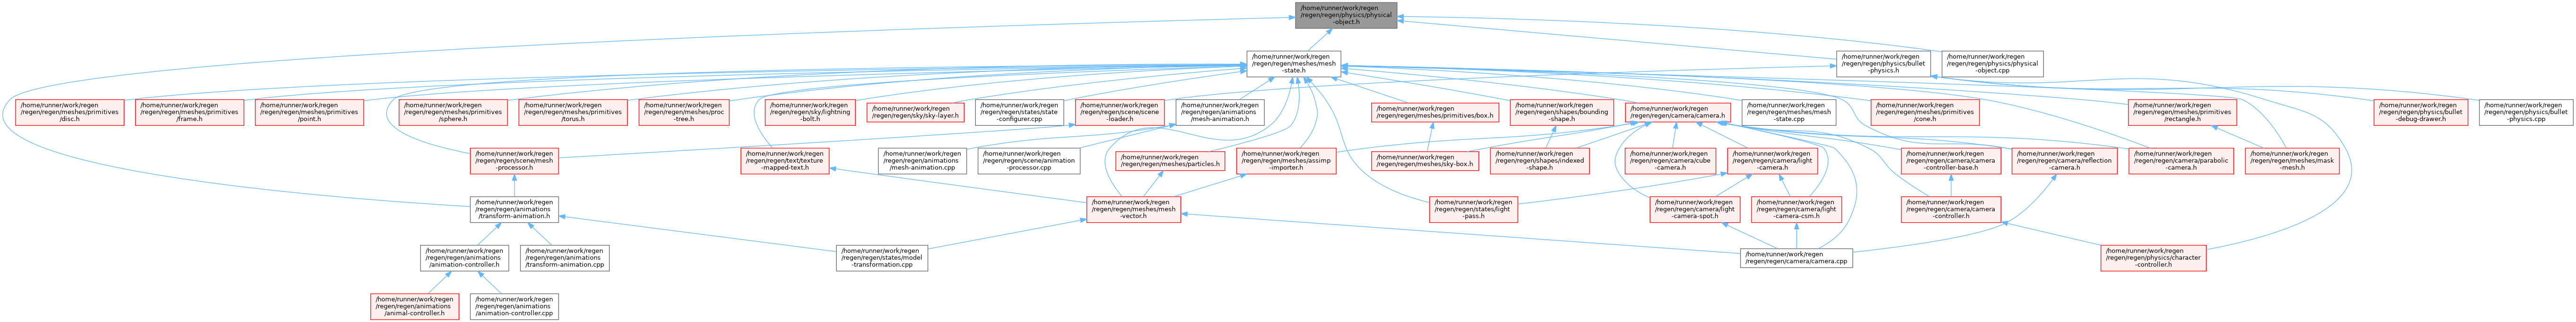 /home/runner/work/regen
/regen/regen/physics/physical
-object.h
/home/runner/work/regen
/regen/regen/meshes/mesh
-state.h
/home/runner/work/regen
/regen/regen/physics/bullet
-physics.h
/home/runner/work/regen
/regen/regen/physics/physical
-object.cpp
/home/runner/work/regen
/regen/regen/meshes/primitives
/disc.h
/home/runner/work/regen
/regen/regen/meshes/primitives
/frame.h
/home/runner/work/regen
/regen/regen/meshes/primitives
/point.h
/home/runner/work/regen
/regen/regen/meshes/primitives
/sphere.h
/home/runner/work/regen
/regen/regen/meshes/primitives
/torus.h
/home/runner/work/regen
/regen/regen/meshes/proc
-tree.h
/home/runner/work/regen
/regen/regen/sky/lightning
-bolt.h
/home/runner/work/regen
/regen/regen/sky/sky-layer.h
/home/runner/work/regen
/regen/regen/states/state
-configurer.cpp
/home/runner/work/regen
/regen/regen/scene/scene
-loader.h
/home/runner/work/regen
/regen/regen/animations
/mesh-animation.h
/home/runner/work/regen
/regen/regen/meshes/primitives/box.h
/home/runner/work/regen
/regen/regen/shapes/bounding
-shape.h
/home/runner/work/regen
/regen/regen/camera/camera.h
/home/runner/work/regen
/regen/regen/meshes/mesh
-state.cpp
/home/runner/work/regen
/regen/regen/meshes/primitives
/cone.h
/home/runner/work/regen
/regen/regen/meshes/primitives
/rectangle.h
/home/runner/work/regen
/regen/regen/physics/bullet
-debug-drawer.h
/home/runner/work/regen
/regen/regen/physics/bullet
-physics.cpp
/home/runner/work/regen
/regen/regen/scene/mesh
-processor.h
/home/runner/work/regen
/regen/regen/text/texture
-mapped-text.h
/home/runner/work/regen
/regen/regen/animations
/mesh-animation.cpp
/home/runner/work/regen
/regen/regen/scene/animation
-processor.cpp
/home/runner/work/regen
/regen/regen/meshes/particles.h
/home/runner/work/regen
/regen/regen/meshes/assimp
-importer.h
/home/runner/work/regen
/regen/regen/meshes/sky-box.h
/home/runner/work/regen
/regen/regen/shapes/indexed
-shape.h
/home/runner/work/regen
/regen/regen/camera/cube
-camera.h
/home/runner/work/regen
/regen/regen/camera/light
-camera.h
/home/runner/work/regen
/regen/regen/camera/camera
-controller-base.h
/home/runner/work/regen
/regen/regen/camera/reflection
-camera.h
/home/runner/work/regen
/regen/regen/camera/parabolic
-camera.h
/home/runner/work/regen
/regen/regen/meshes/mask
-mesh.h
/home/runner/work/regen
/regen/regen/animations
/transform-animation.h
/home/runner/work/regen
/regen/regen/meshes/mesh
-vector.h
/home/runner/work/regen
/regen/regen/states/light
-pass.h
/home/runner/work/regen
/regen/regen/camera/light
-camera-spot.h
/home/runner/work/regen
/regen/regen/camera/light
-camera-csm.h
/home/runner/work/regen
/regen/regen/camera/camera
-controller.h
/home/runner/work/regen
/regen/regen/animations
/animation-controller.h
/home/runner/work/regen
/regen/regen/animations
/transform-animation.cpp
/home/runner/work/regen
/regen/regen/states/model
-transformation.cpp
/home/runner/work/regen
/regen/regen/camera/camera.cpp
/home/runner/work/regen
/regen/regen/physics/character
-controller.h
/home/runner/work/regen
/regen/regen/animations
/animal-controller.h
/home/runner/work/regen
/regen/regen/animations
/animation-controller.cpp